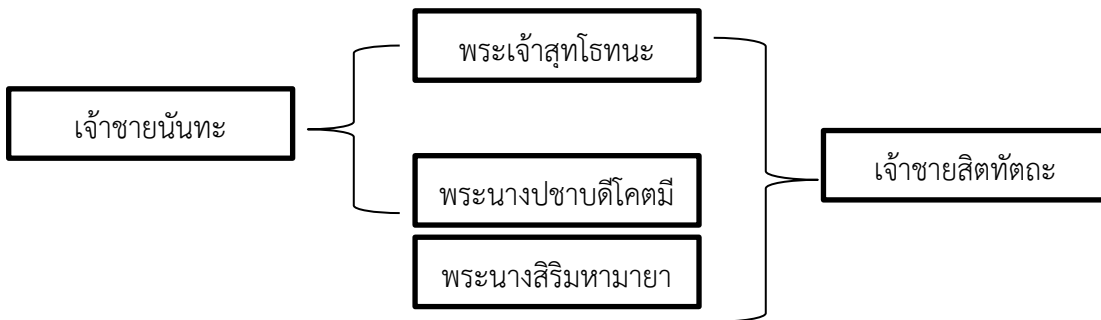 พระเจ้าสุทโธทนะ
เจ้าชายนันทะ
เจ้าชายสิตทัตถะ
พระนางปชาบดีโคตมี
พระนางสิริมหามายา